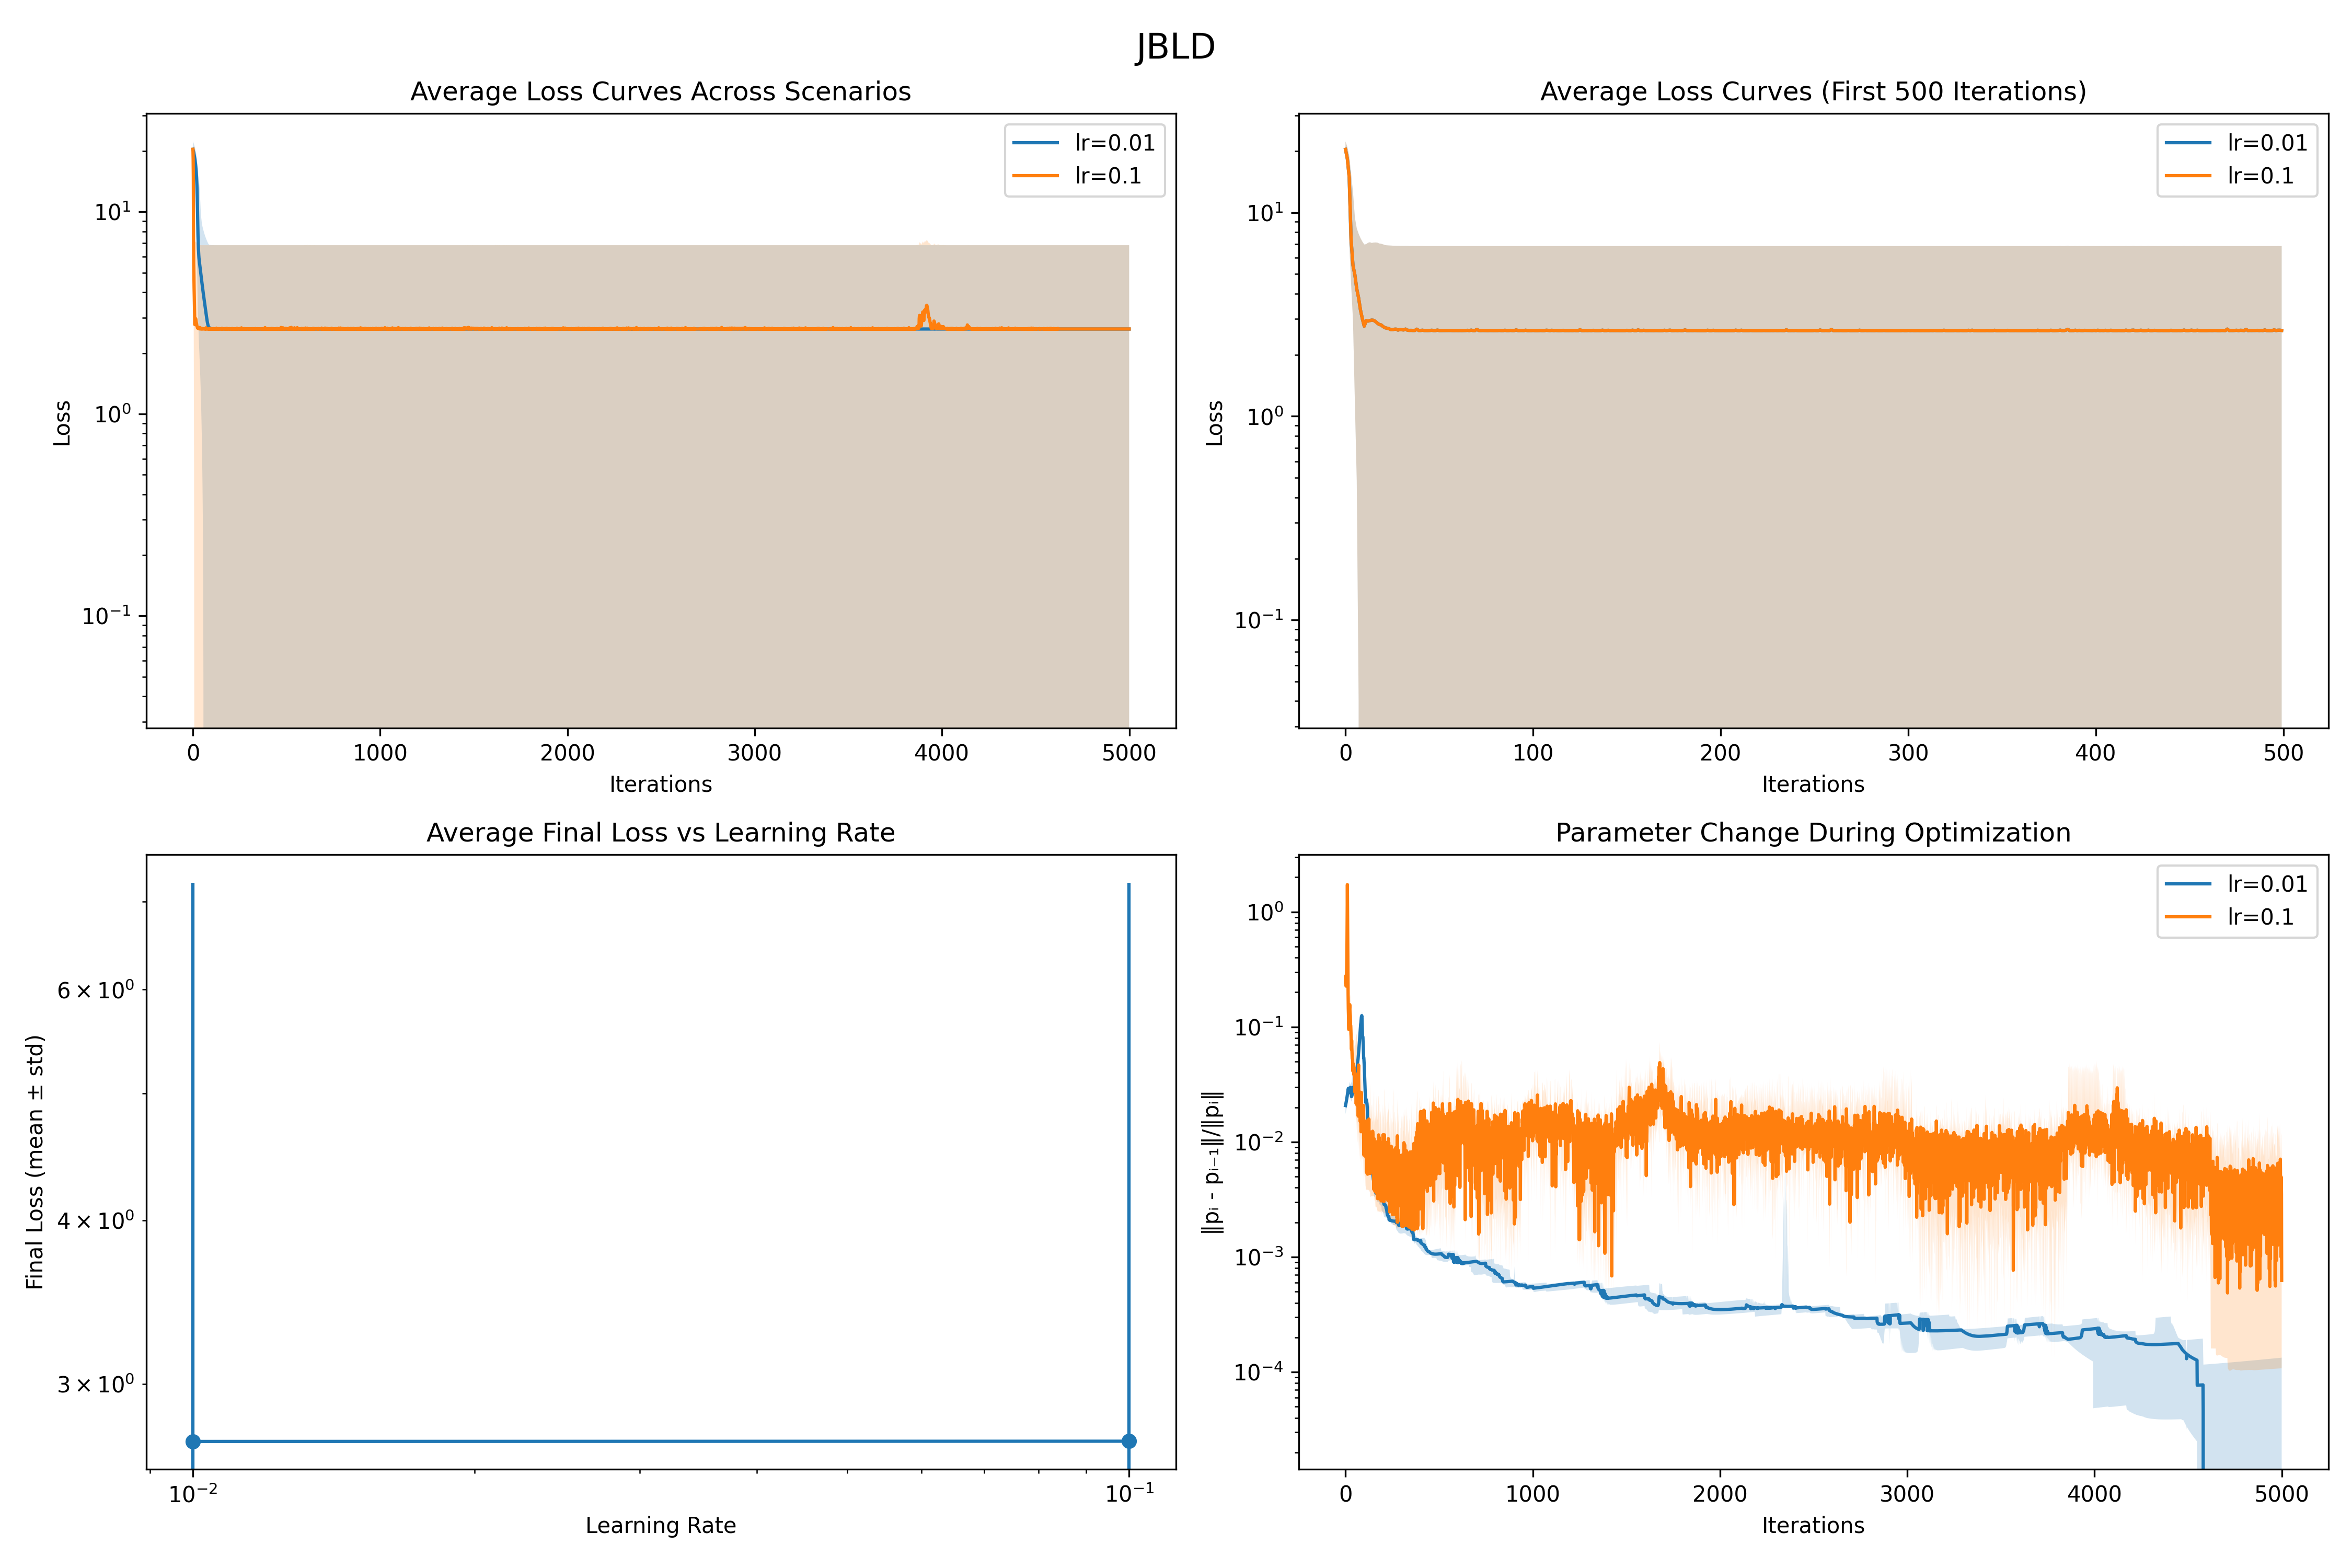 JBLD
Average Loss Curves Across Scenarios
Loss
10¹
10⁰
10⁻¹
lr=0.01
lr=0.1
0 1000 2000 3000 4000 5000
Iterations
Average Loss Curves (First 500 Iterations)
Loss
10¹
10⁰
10⁻¹
lr=0.01
lr=0.1
0 100 200 300 400 500
Iterations
Average Final Loss vs Learning Rate
Final Loss (mean ± std)
6 × 10⁰
4 × 10⁰
3 × 10⁰
10⁻² 10⁻¹
Learning Rate
Parameter Change During Optimization
‖pᵢ - pᵢ₋₁‖/‖pᵢ‖
10⁰
10⁻¹
10⁻²
10⁻³
10⁻⁴
lr=0.01
lr=0.1
0 1000 2000 3000 4000 5000
Iterations